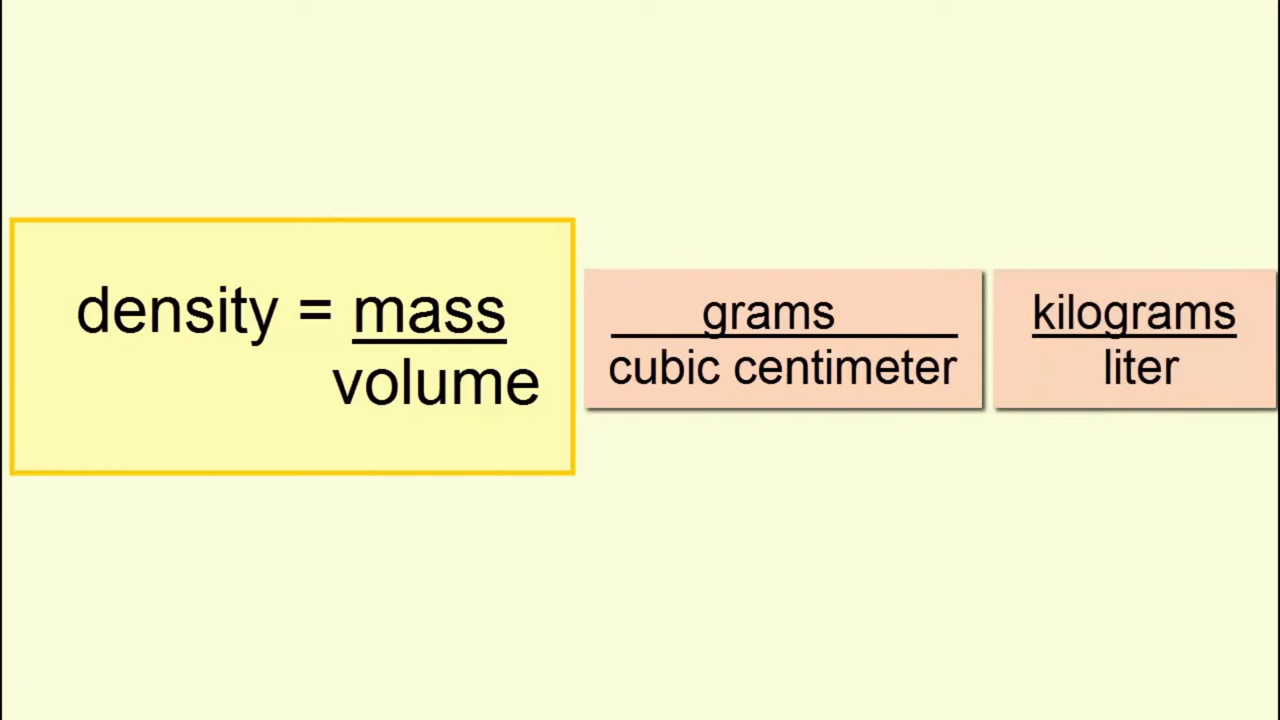 density = mass
volume
grams
cubic centimeter
kilograms
liter